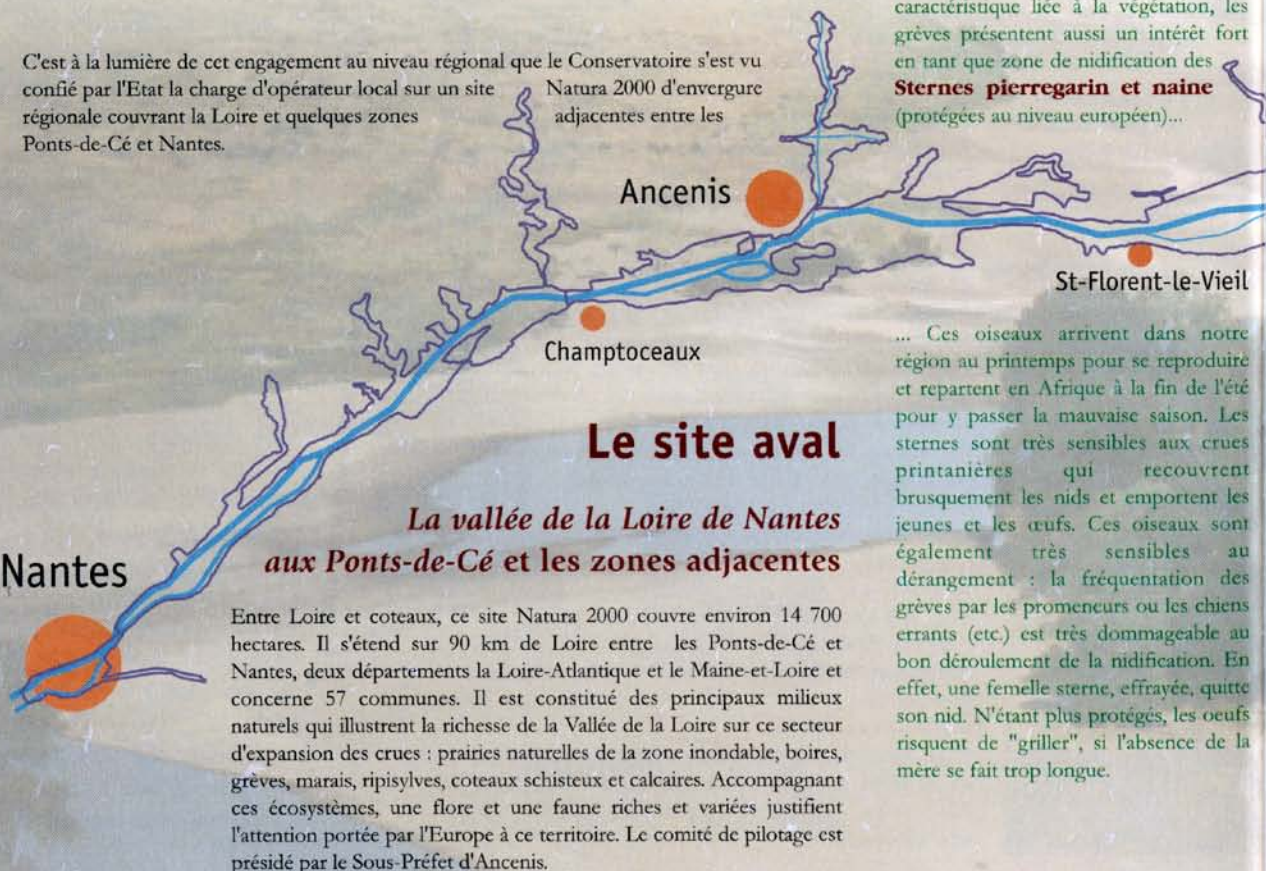 C'est à la lumière de cet engagement au niveau régional que le Conservatoire s'est vu
confié par l'Etat la charge d'opérateur local sur un site Natura 2000 d'envergure
régionale couvrant la Loire et quelques zones adjacentes entre les
Ponts-de-Cé et Nantes.
caractéristique liée à la végétation, les
grèves présentent aussi un intérêt fort
en tant que zone de nidification des
Sternes pierregarin et naine
(protégées au niveau européen)...
Ancenis
St-Florent-le-Vieil
Champtoceaux
Nantes
Le site aval
La vallée de la Loire de Nantes
aux Ponts-de-Cé et les zones adjacentes
Entre Loire et coteaux, ce site Natura 2000 couvre environ 14 700
hectares. Il s'étend sur 90 km de Loire entre les Ponts-de-Cé et
Nantes, deux départements la Loire-Atlantique et le Maine-et-Loire et
concerne 57 communes. Il est constitué des principaux milieux
naturels qui illustrent la richesse de la Vallée de la Loire sur ce secteur
d'expansion des crues : prairies naturelles de la zone inondable, boires,
grèves, marais, ripisylves, coteaux schisteux et calcaires. Accompagnant
ces écosystèmes, une flore et une faune riches et variées justifient
l'attention portée par l'Europe à ce territoire. Le comité de pilotage est
présidé par le Sous-Préfet d'Ancenis.
... Ces oiseaux arrivent dans notre
région au printemps pour se reproduire
et repartent en Afrique à la fin de l'été
pour y passer la mauvaise saison. Les
sternes sont très sensibles aux crues
printanières qui recouvrent
brusquement les nids et emportent les
jeunes et les œufs. Ces oiseaux sont
également très sensibles au
dérangement : la fréquentation des
grèves par les promeneurs ou les chiens
errants (etc.) est très dommageable au
bon déroulement de la nidification. En
effet, une femelle sterne, effrayée, quitte
son nid. N'étant plus protégés, les oeufs
risquent de "griller", si l'absence de la
mère se fait trop longue.